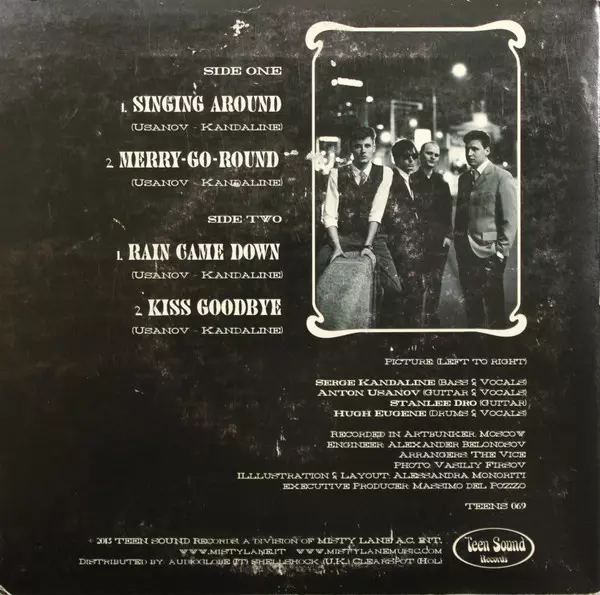 SIDE ONE
1. SINGING AROUND
(USANOV - KANDALINE)
2. MERRY-GO-ROUND
(USANOV - KANDALINE)
SIDE TWO
1. RAIN CAME DOWN
(USANOV - KANDALINE)
2. KISS GOODBYE
(USANOV - KANDALINE)
PICTURE (LEFT TO RIGHT)
SERGE KANDALINE (BASS & VOCALS)
ANTON USANOV (GUITAR & VOCALS)
STANLEE DRO (GUITAR)
HUGH EUGENE (DRUMS & VOCALS)
RECORDED IN ARTBUNKER, MOSCOW
ENGINEER: ALEXANDER BELONOSOV
ARRANGERS: THE VICE
PHOTO: VASILIY FIRSOV
ILLLUSTRATION & LAYOUT: ALESSANDRA MONORITI
EXECUTIVE PRODUCER: MASSIMO DEL POZZO
TEENS 069
© 2013 TEEN SOUND RECORDS: A DIVISION OF MISTY LANE A.C. INT.
WWW.MISTYLANE.IT WWW.MISTYLANEMUSIC.COM
DISTRIBUTED BY: AUDIOGLOBE (IT) SHELLSHOCK (U.K.) CLEARSPOT (HOL)
Teen Sound
Records